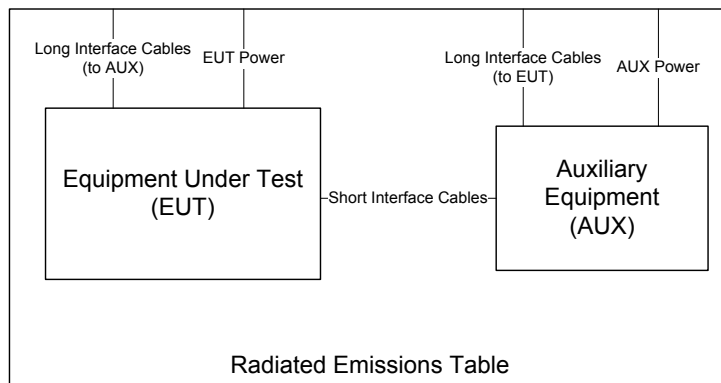 Long Interface Cables
(to AUX)
EUT Power
Long Interface Cables
(to EUT)
AUX Power
Equipment Under Test
(EUT)
Short Interface Cables
Auxiliary
Equipment
(AUX)
Radiated Emissions Table